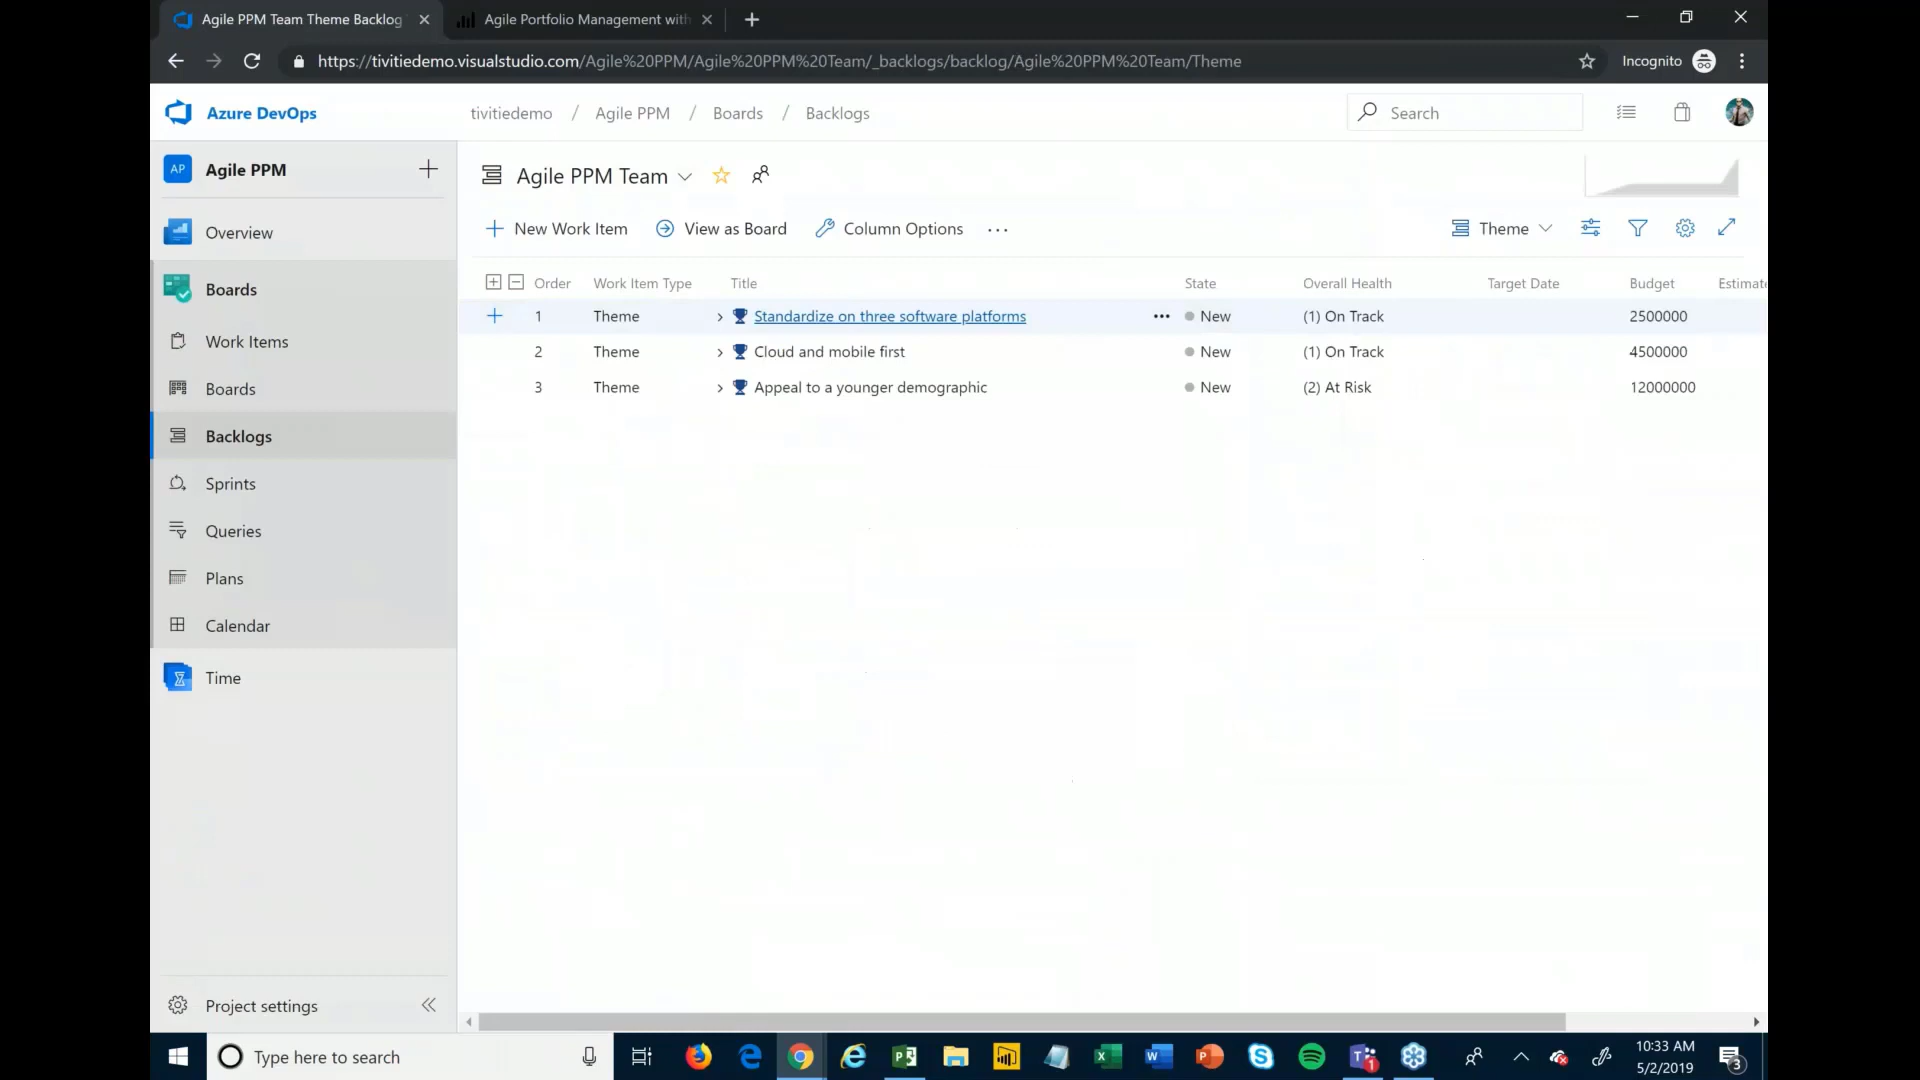 Agile PPM Team Theme Backlog
Agile Portfolio Management with
https://tivitiedemo.visualstudio.com/Agile%20PPM/Agile%20PPM%20Team/_backlogs/backlog/Agile%20PPM%20Team/Theme
Incognito
Azure DevOps
tivitiedemo / Agile PPM / Boards / Backlogs
Search
AP Agile PPM
Agile PPM Team
Overview
New Work Item View as Board Column Options ...
Theme
Boards
Work Items
Boards
Backlogs
Sprints
Queries
Plans
Calendar
Time
Order Work Item Type Title State Overall Health Target Date Budget Estimate
1 Theme Standardize on three software platforms ... New (1) On Track 2500000
2 Theme Cloud and mobile first New (1) On Track 4500000
3 Theme Appeal to a younger demographic New (2) At Risk 12000000
Project settings
Type here to search
10:33 AM
5/2/2019
3